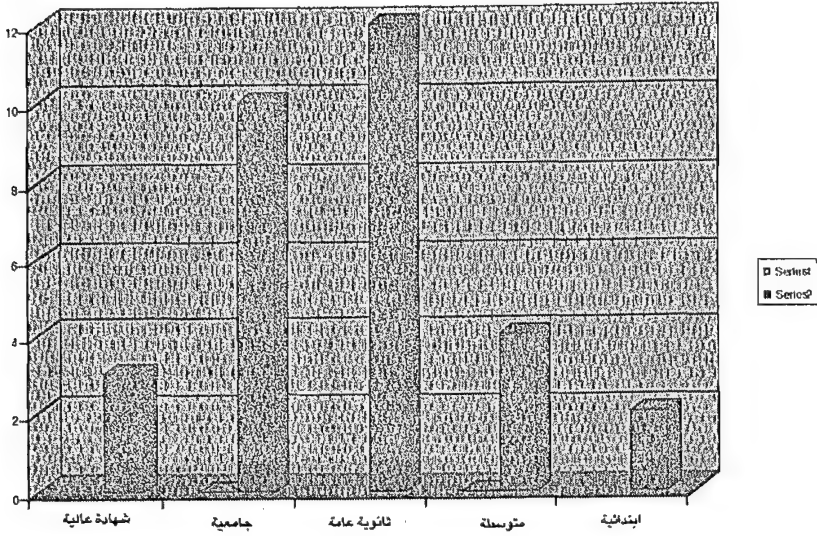 12
10
8
6
4
2
0
شهادة عالية
جامعية
ثانوية عامة
متوسطة
ابتدائية
Series1
Series2